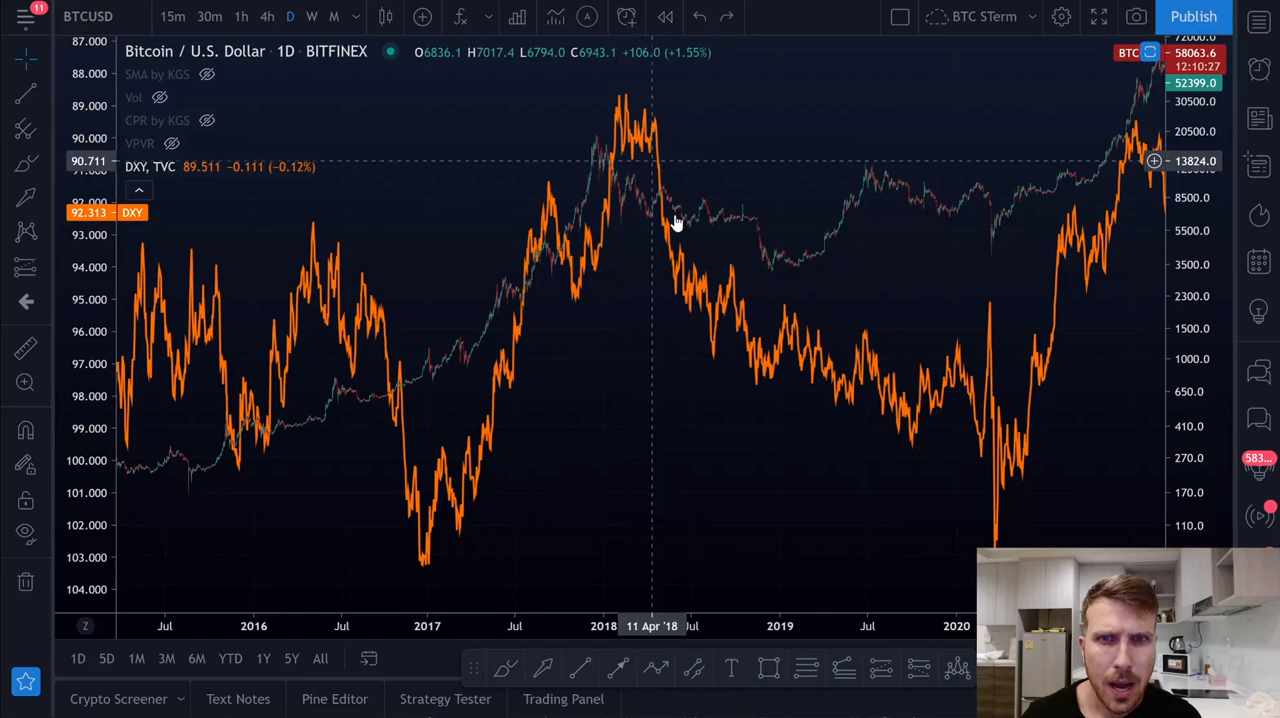 11
BTCUSD
15m 30m 1h 4h D W M
BTC STerm
Publish
Bitcoin / U.S. Dollar · 1D · BITFINEX
O6836.1 H7017.4 L6794.0 C6943.1 +106.0 (+1.55%)
SMA by KGS
Vol
CPR by KGS
VPVR
DXY, TVC 89.511 −0.111 (−0.12%)
87.000
88.000
89.000
90.000
90.711
92.313 DXY
93.000
94.000
95.000
96.000
97.000
98.000
99.000
100.000
101.000
102.000
103.000
104.000
BTC
58063.6
12:10:27
52399.0
30500.0
20500.0
13824.0
8500.0
5500.0
3500.0
2300.0
1500.0
1000.0
650.0
400.0
270.0
170.0
110.0
583...
Z
Jul 2016 Jul 2017 Jul 2018 11 Apr '18 Jul 2019 Jul 2020
1D 5D 1M 3M 6M YTD 1Y 5Y All
T
Crypto Screener Text Notes Pine Editor Strategy Tester Trading Panel